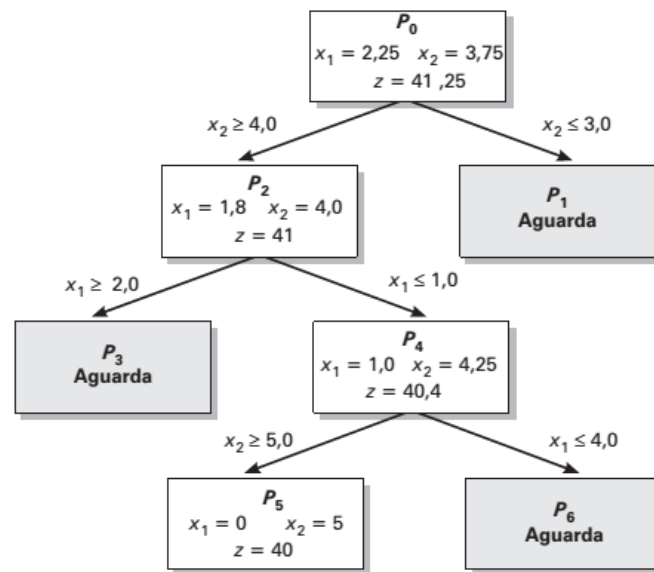 P₀
x₁ = 2,25 x₂ = 3,75
z = 41 ,25
x₂ ≥ 4,0
x₂ ≤ 3,0
P₂
x₁ = 1,8 x₂ = 4,0
z = 41
P₁
Aguarda
x₁ ≥ 2,0
x₁ ≤ 1,0
P₃
Aguarda
P₄
x₁ = 1,0 x₂ = 4,25
z = 40,4
x₂ ≥ 5,0
x₁ ≤ 4,0
P₅
x₁ = 0 x₂ = 5
z = 40
P₆
Aguarda